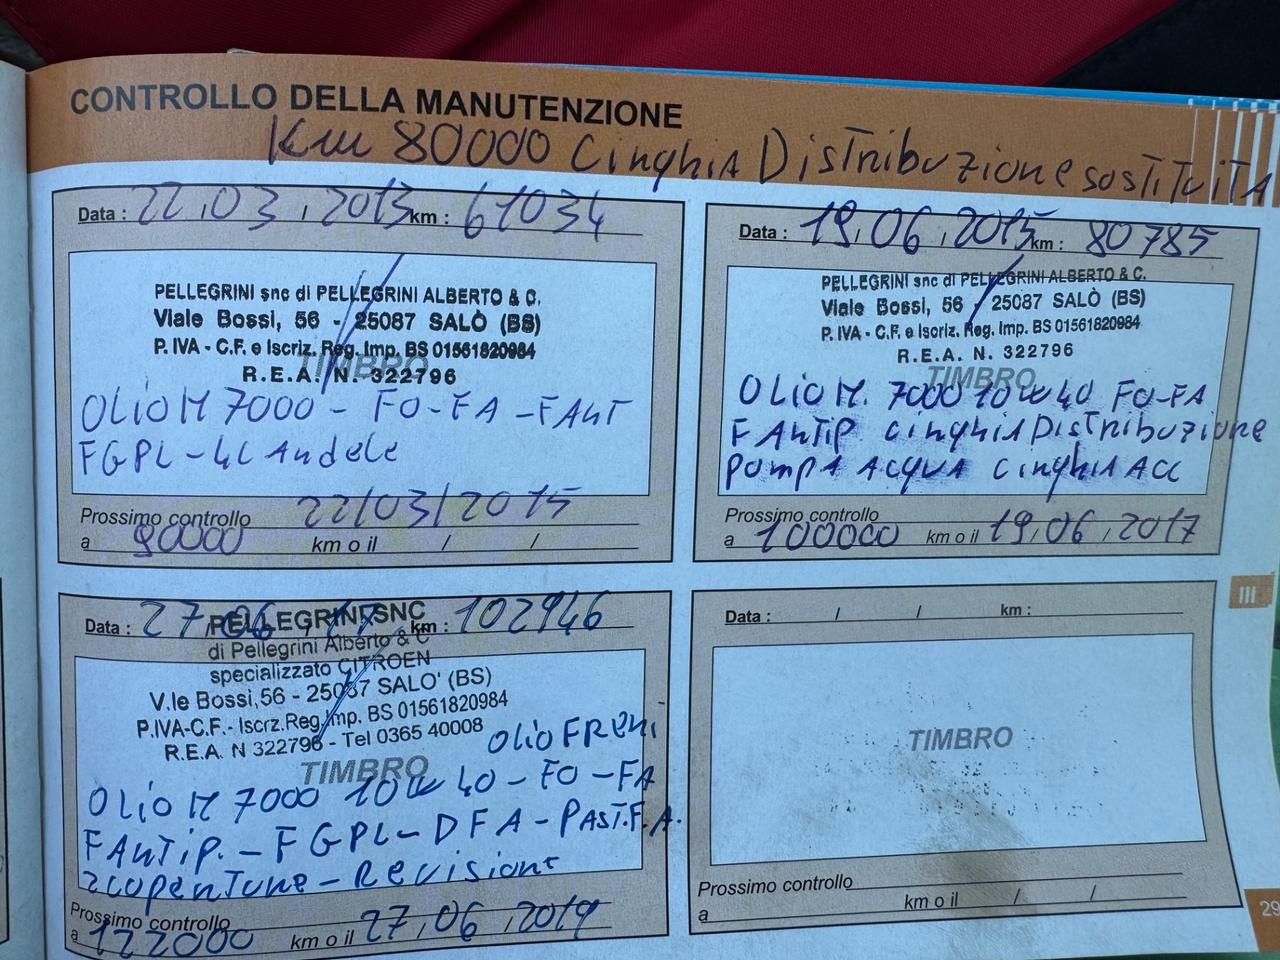 CONTROLLO DELLA MANUTENZIONE
Km 80000 Cinghia Distribuzione sostituita
Data : 22 / 03 / 2013 km : 61034
PELLEGRINI snc di PELLEGRINI ALBERTO & C.
Viale Bossi, 56 - 25087 SALÒ (BS)
P. IVA - C.F. e Iscriz. Reg. Imp. BS 01561820984
TIMBRO
R.E.A. N. 322796
OLIO M 7000 - FO - FA - FANT
FGPL - 4 Candele
Prossimo controllo 22/03/2015
a 80000 km o il / /
Data : 19 / 06 / 2015 km : 80785
PELLEGRINI snc di PELLEGRINI ALBERTO & C.
Viale Bossi, 56 - 25087 SALÒ (BS)
P. IVA - C.F. e Iscriz. Reg. Imp. BS 01561820984
R.E.A. N. 322796
TIMBRO
OLIO M. 7000 10W40 FO-FA
FANTIP CinghiA DisTribuzione
POMPA ACQUA CinghiA ACC
Prossimo controllo
a 100000 km o il 19 / 06 / 2017
Data : 27 / 06 / 17 km : 102946
PELLEGRINI SNC
di Pellegrini Alberto & C
specializzato CITROEN
V.le Bossi,56 - 25087 SALO' (BS)
P.IVA-C.F.- Iscrz.Reg.Imp. BS 01561820984
R.E.A. N 322796 - Tel 0365 40008
OLIO FRENI
TIMBRO
OLIO M 7000 10W40 - FO - FA
FANTIP. - FGPL - DFA - PAST.F.A.
Revisione
Prossimo controllo
a 122000 km o il 27 / 06 / 2019
Data : / / km :
TIMBRO
Prossimo controllo
a km o il / /
III
29